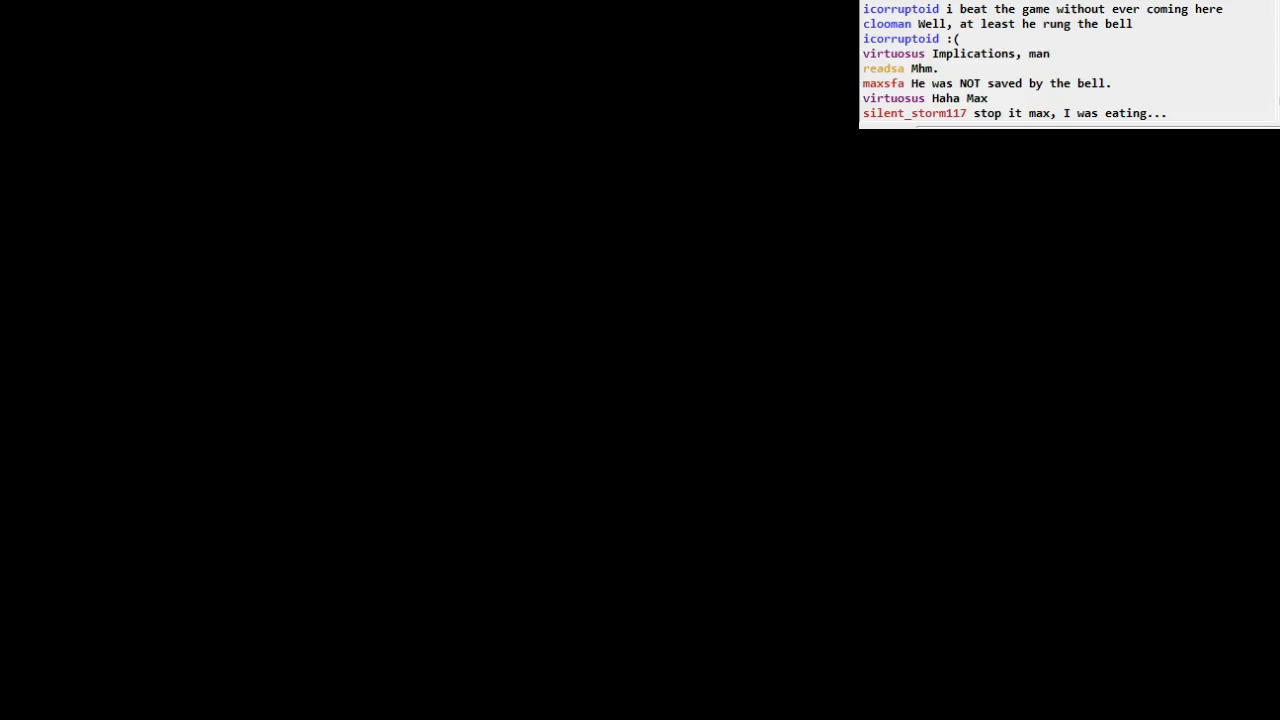 icorruptoid i beat the game without ever coming here
clooman Well, at least he rung the bell
icorruptoid :(
virtuosus Implications, man
readsa Mhm.
maxsfa He was NOT saved by the bell.
virtuosus Haha Max
silent_storm117 stop it max, I was eating...